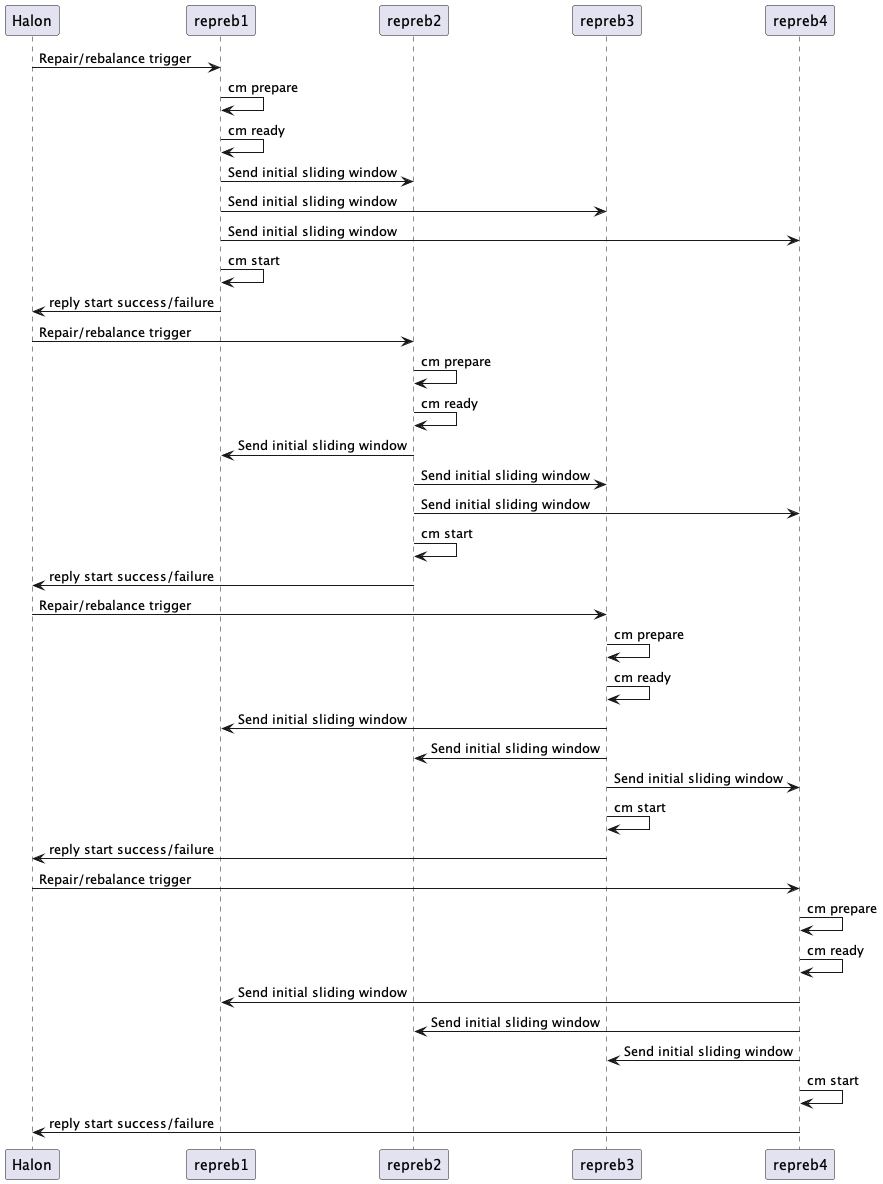 Halon repreb1 repreb2 repreb3 repreb4
Repair/rebalance trigger
cm prepare
cm ready
Send initial sliding window
Send initial sliding window
Send initial sliding window
cm start
reply start success/failure
Repair/rebalance trigger
cm prepare
cm ready
Send initial sliding window
Send initial sliding window
Send initial sliding window
cm start
reply start success/failure
Repair/rebalance trigger
cm prepare
cm ready
Send initial sliding window
Send initial sliding window
Send initial sliding window
cm start
reply start success/failure
Repair/rebalance trigger
cm prepare
cm ready
Send initial sliding window
Send initial sliding window
Send initial sliding window
cm start
reply start success/failure
Halon repreb1 repreb2 repreb3 repreb4